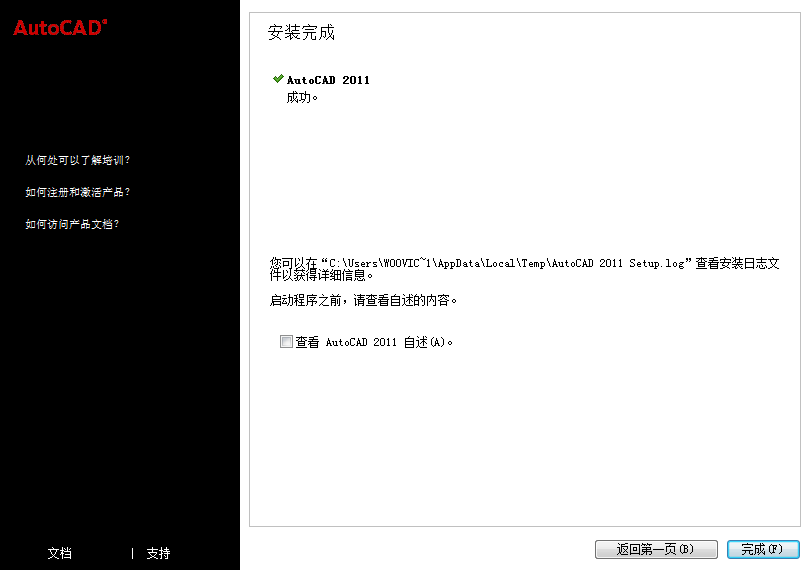 AutoCAD®
安装完成
AutoCAD 2011
成功。
从何处可以了解培训？
如何注册和激活产品？
如何访问产品文档？
您可以在“C:\Users\WOOVIC~1\AppData\Local\Temp\AutoCAD 2011 Setup.log”查看安装日志文
件以获得详细信息。
启动程序之前，请查看自述的内容。
查看 AutoCAD 2011 自述(A)。
文档 | 支持
返回第一页(B)
完成(F)